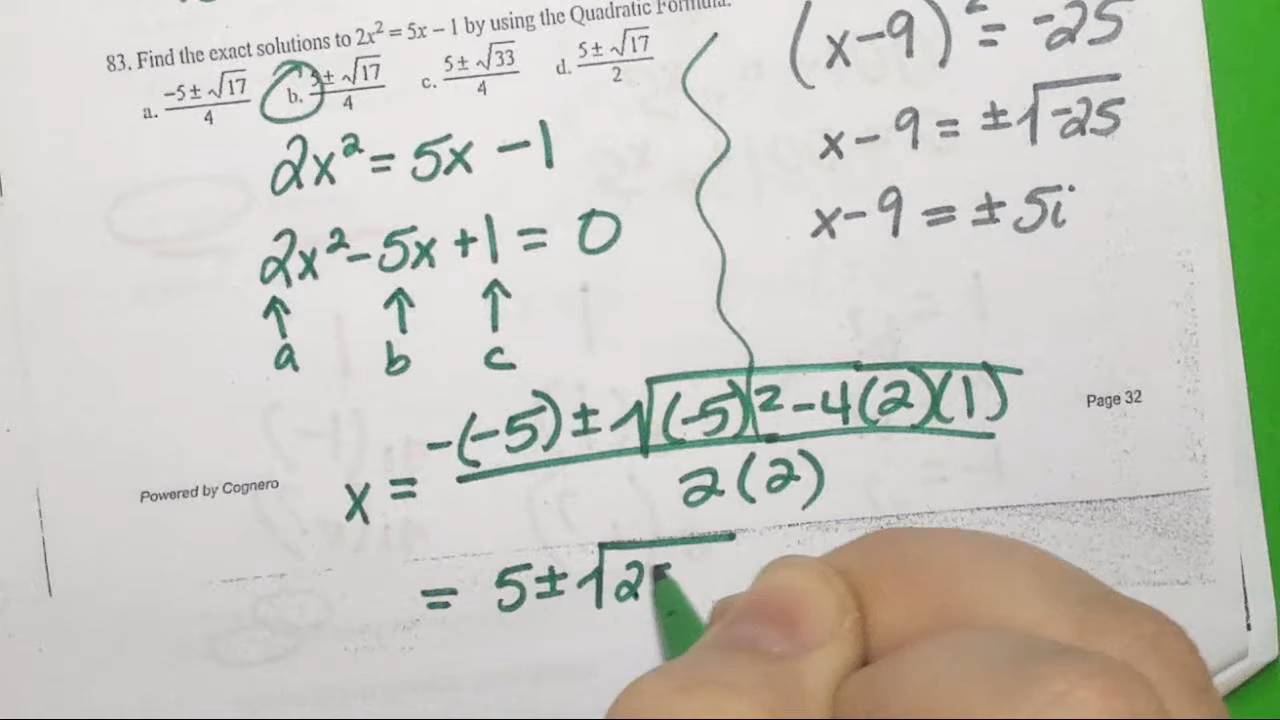 83. Find the exact solutions to 2x² = 5x − 1 by using the Quadratic Formula.
a. (−5 ± √17)/4 b. (5 ± √17)/4 c. (5 ± √33)/4 d. (5 ± √17)/2
2x² = 5x − 1
2x² − 5x + 1 = 0
↑ ↑ ↑
a b c
x = (−(−5) ± √((−5)² − 4(2)(1)))/(2(2))
= 5 ± √2
(x−9)² = −25
x − 9 = ±√−25
x − 9 = ± 5i
Page 32
Powered by Cognero